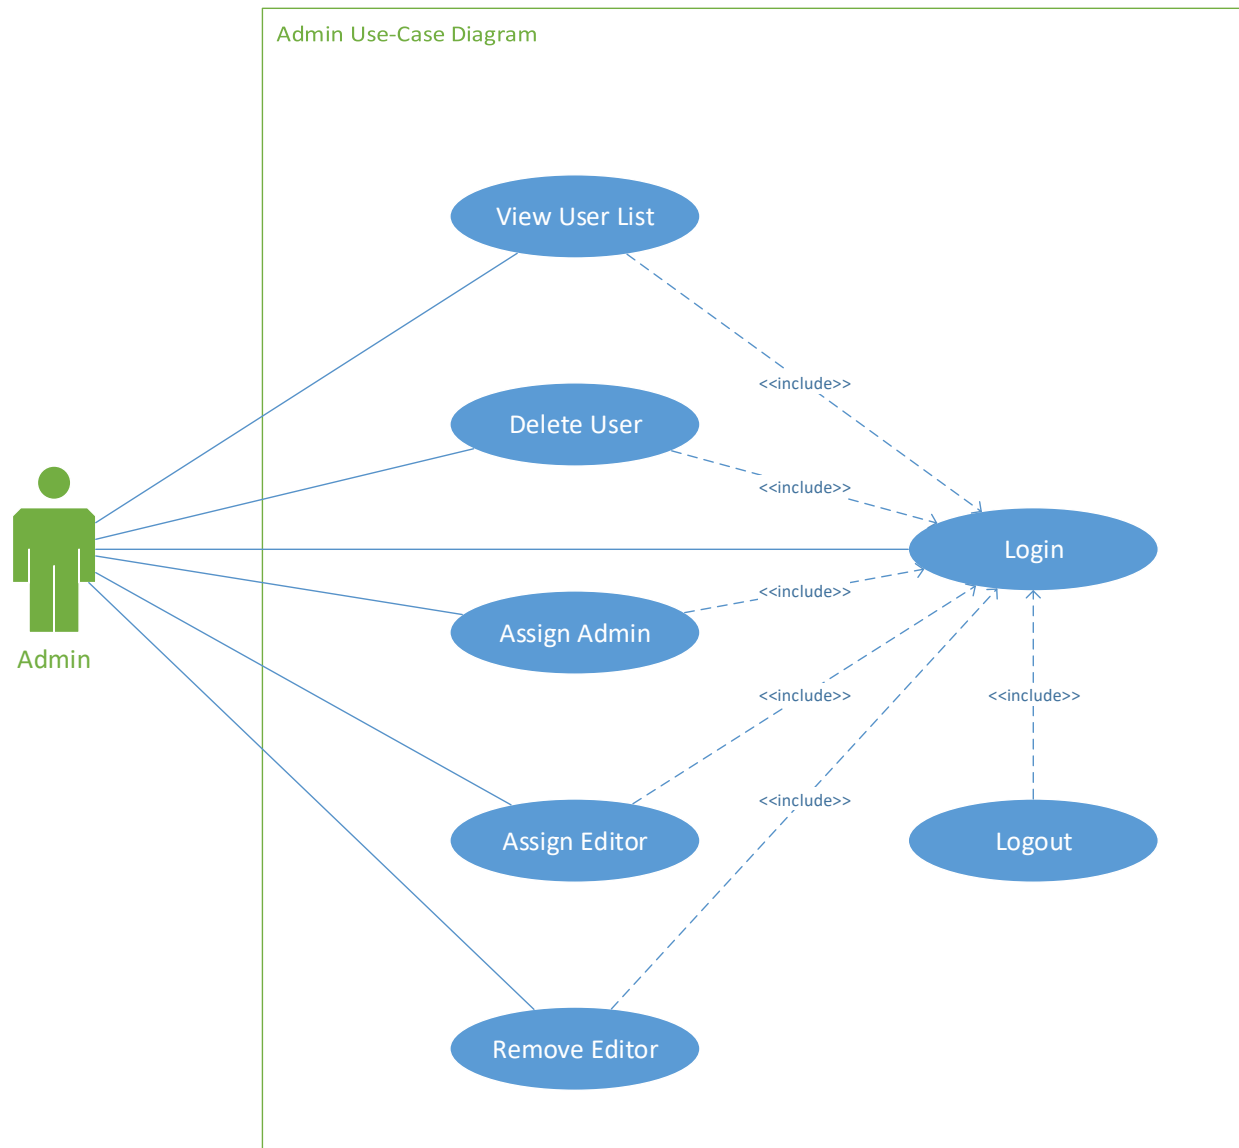 Admin Use-Case Diagram
View User List
<<include>>
Delete User
<<include>>
Login
<<include>>
Assign Admin
Admin
<<include>>
<<include>>
<<include>>
Assign Editor
Logout
Remove Editor